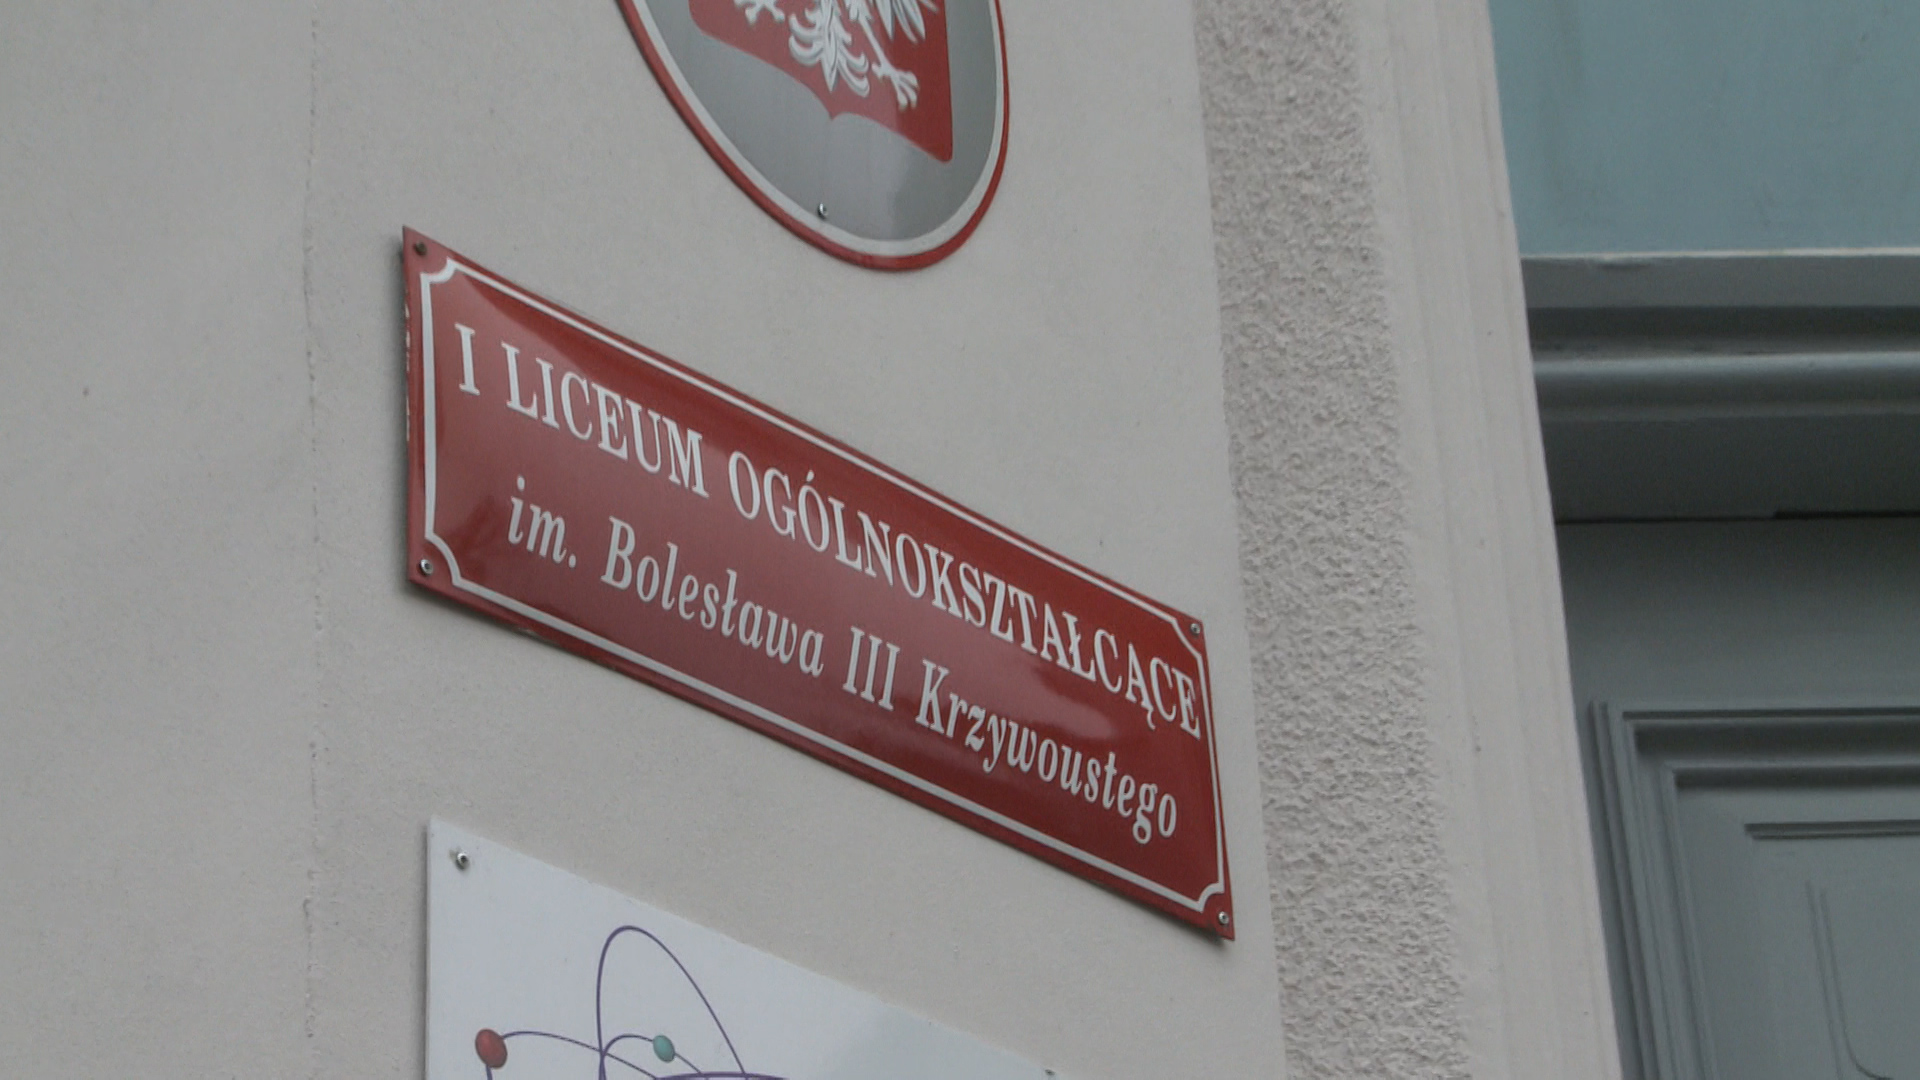 I LICEUM OGÓLNOKSZTAŁCĄCE
im. Bolesława III Krzywoustego